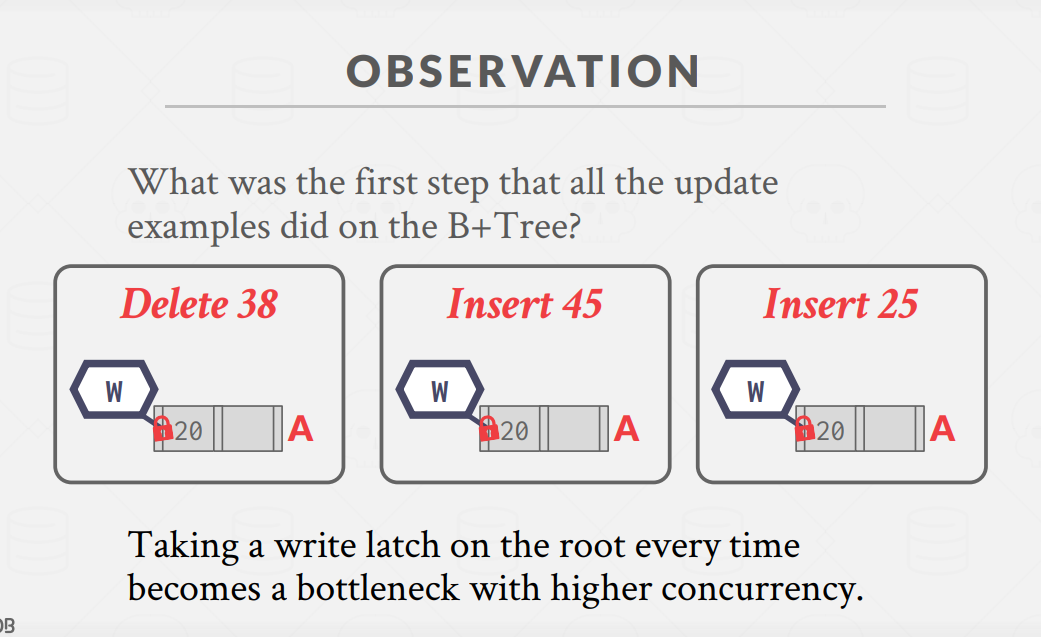 OBSERVATION
What was the first step that all the update
examples did on the B+Tree?
Delete 38
Insert 45
Insert 25
W
20
A
W
20
A
W
20
A
Taking a write latch on the root every time
becomes a bottleneck with higher concurrency.